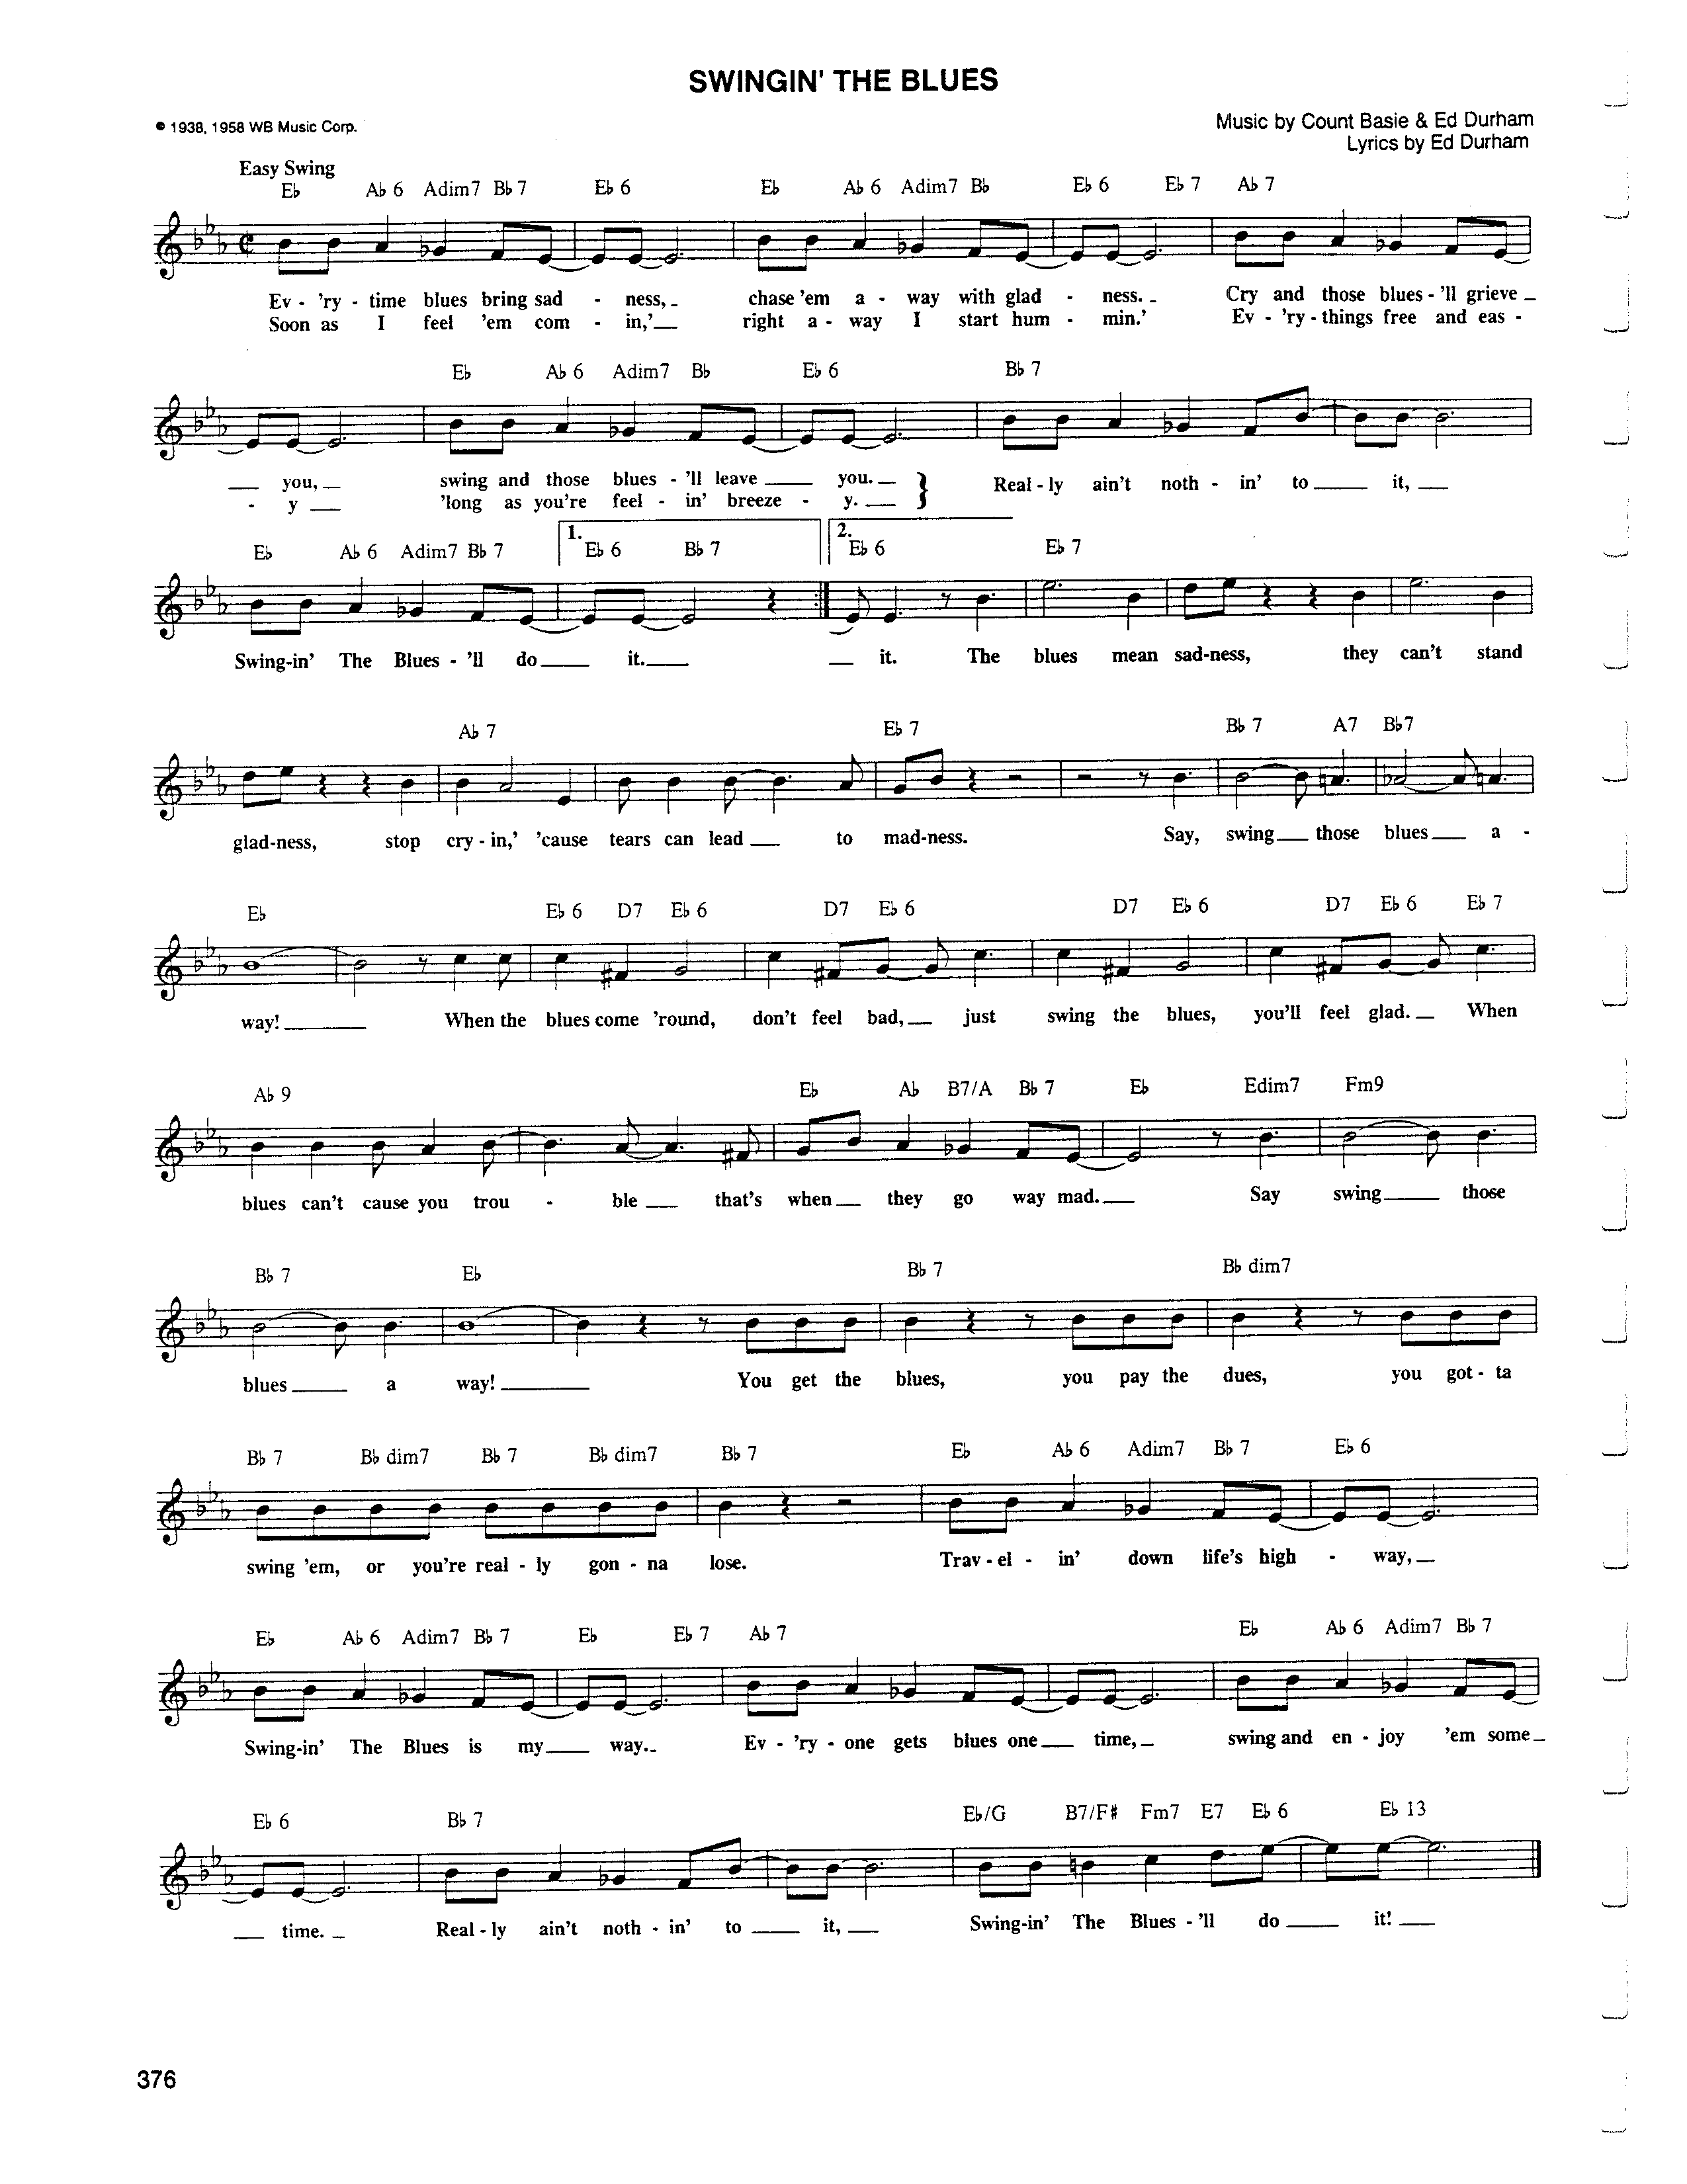 SWINGIN' THE BLUES
© 1938, 1958 WB Music Corp.
Music by Count Basie & Ed Durham
Lyrics by Ed Durham
Easy Swing
E♭ A♭ 6 Adim7 B♭ 7 E♭ 6 E♭ A♭ 6 Adim7 B♭ E♭ 6 E♭ 7 A♭ 7
Ev - 'ry - time blues bring sad - ness, chase 'em a - way with glad - ness. Cry and those blues - 'll grieve
Soon as I feel 'em com - in,' right a - way I start hum - min.' Ev - 'ry - things free and eas -
E♭ A♭ 6 Adim7 B♭ E♭ 6 B♭ 7
you, swing and those blues - 'll leave you. } Real - ly ain't noth - in' to it,
- y 'long as you're feel - in' breeze - y.
1. 2.
E♭ A♭ 6 Adim7 B♭ 7 E♭ 6 B♭ 7 E♭ 6 E♭ 7
Swing-in' The Blues - 'll do it. it. The blues mean sad-ness, they can't stand
A♭ 7 E♭ 7 B♭ 7 A7 B♭7
glad-ness, stop cry - in,' 'cause tears can lead to mad-ness. Say, swing those blues a -
E♭ E♭ 6 D7 E♭ 6 D7 E♭ 6 D7 E♭ 6 D7 E♭ 6 E♭ 7
way! When the blues come 'round, don't feel bad, just swing the blues, you'll feel glad. When
A♭ 9 E♭ A♭ B7/A B♭ 7 E♭ Edim7 Fm9
blues can't cause you trou - ble that's when they go way mad. Say swing those
B♭ 7 E♭ B♭ 7 B♭ dim7
blues a way! You get the blues, you pay the dues, you got - ta
B♭ 7 B♭ dim7 B♭ 7 B♭ dim7 B♭ 7 E♭ A♭ 6 Adim7 B♭ 7 E♭ 6
swing 'em, or you're real - ly gon - na lose. Trav - el - in' down life's high - way,
E♭ A♭ 6 Adim7 B♭ 7 E♭ E♭ 7 A♭ 7 E♭ A♭ 6 Adim7 B♭ 7
Swing-in' The Blues is my way. Ev - 'ry - one gets blues one time, swing and en - joy 'em some
E♭ 6 B♭ 7 E♭/G B7/F# Fm7 E7 E♭ 6 E♭ 13
time. Real - ly ain't noth - in' to it, Swing-in' The Blues - 'll do it!
376